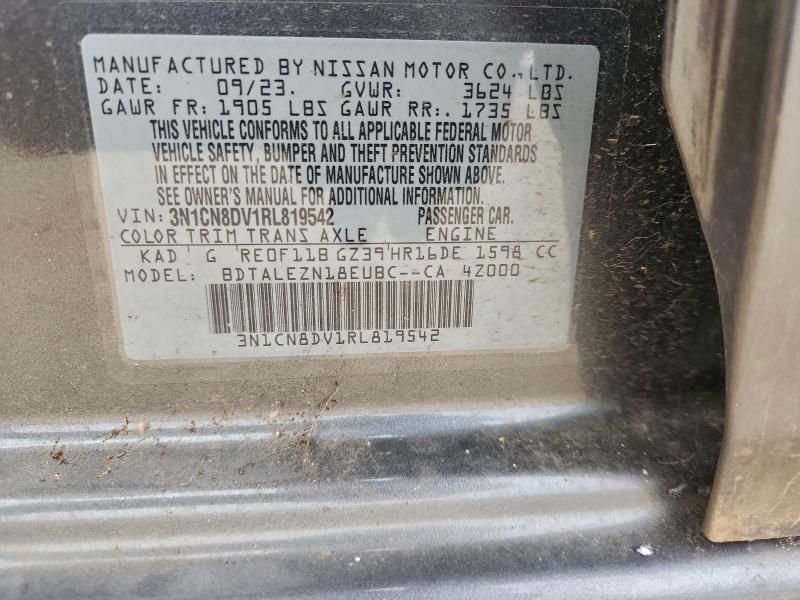 MANUFACTURED BY NISSAN MOTOR CO., LTD.
DATE: 09/23. GVWR: 3624 LBS
GAWR FR: 1905 LBS GAWR RR:. 1735 LBS
THIS VEHICLE CONFORMS TO ALL APPLICABLE FEDERAL MOTOR
VEHICLE SAFETY, BUMPER AND THEFT PREVENTION STANDARDS
IN EFFECT ON THE DATE OF MANUFACTURE SHOWN ABOVE.
SEE OWNER'S MANUAL FOR ADDITIONAL INFORMATION.
VIN: 3N1CN8DV1RL819542 PASSENGER CAR.
COLOR TRIM TRANS AXLE ENGINE
KAD G RE0F11B GZ39 HR16DE 1598 CC
MODEL: BDTALEZN18EUBC--CA 4Z000
3N1CN8DV1RL819542